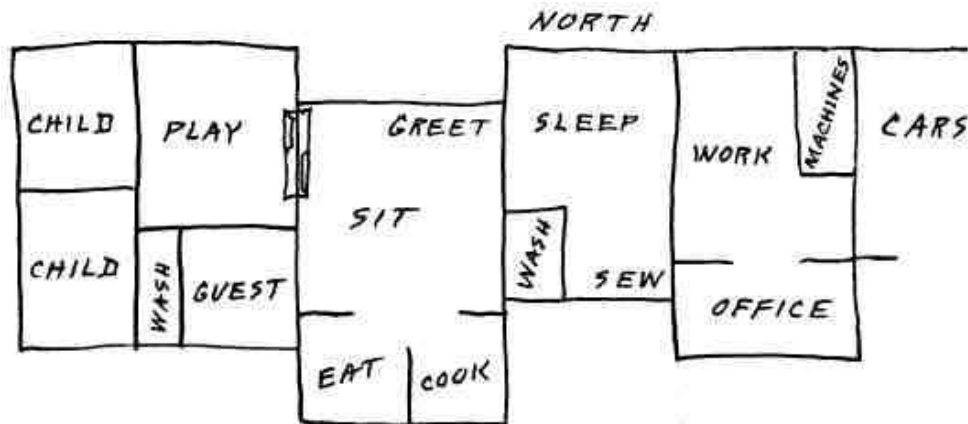 NORTH
CHILD
PLAY
GREET
SLEEP
WORK
MACHINES
CARS
SIT
CHILD
WASH
GUEST
WASH
SEW
OFFICE
EAT
COOK